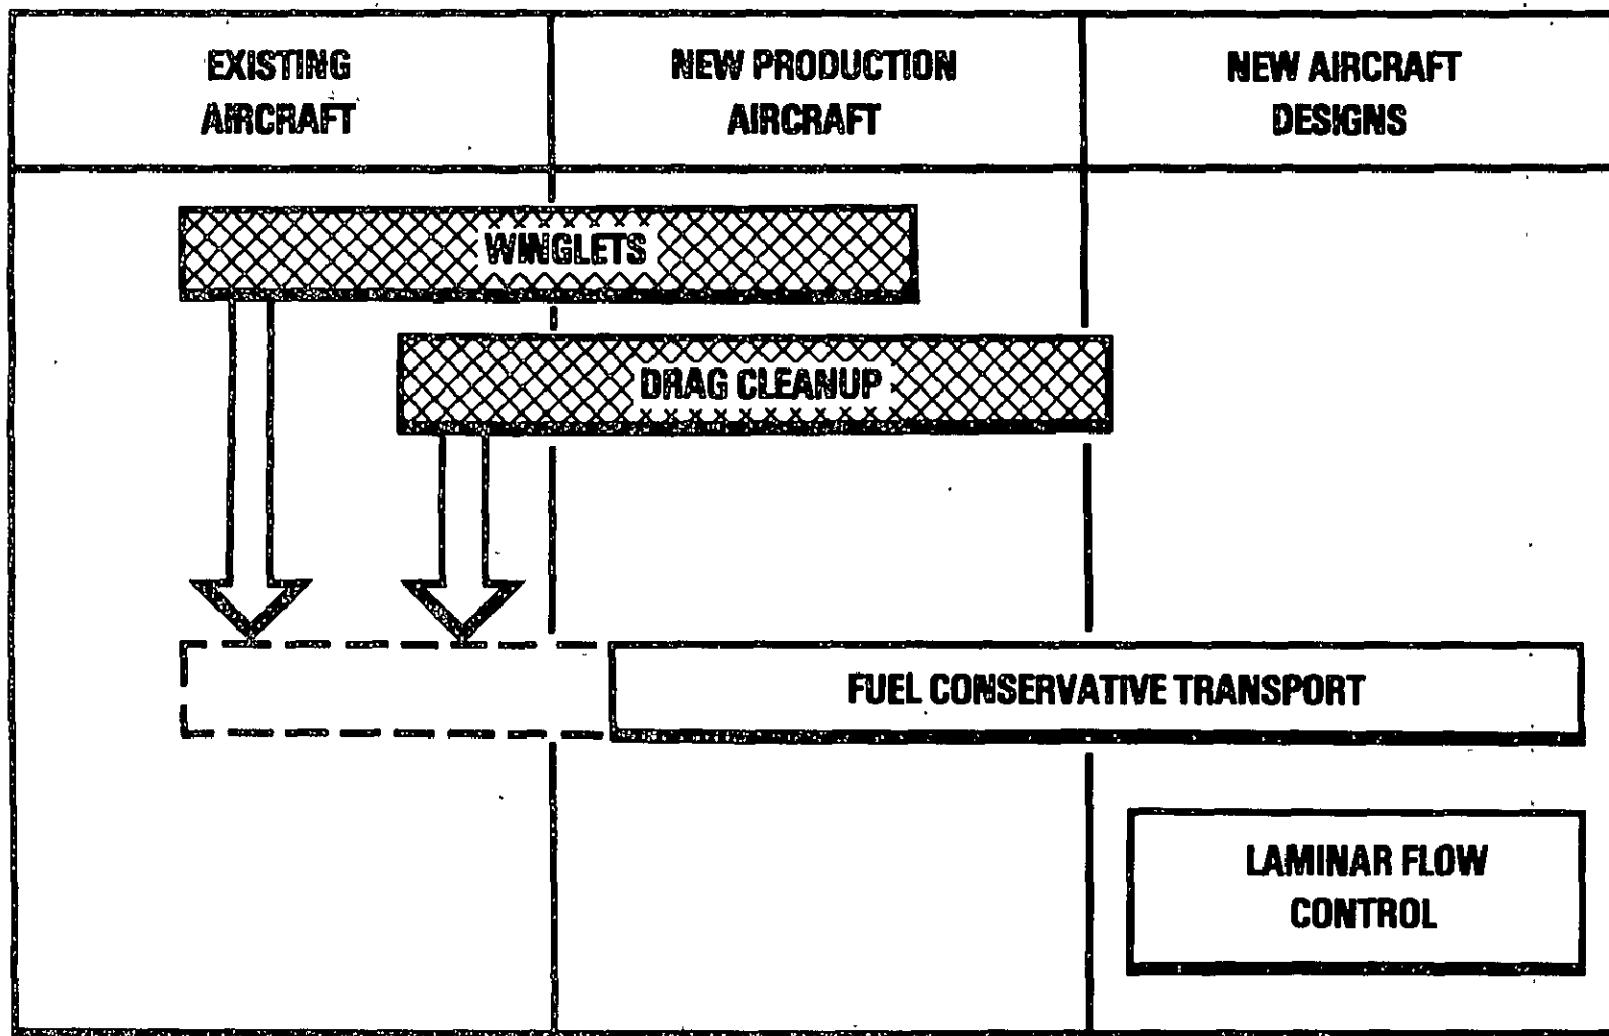 EXISTING
AIRCRAFT
NEW PRODUCTION
AIRCRAFT
NEW AIRCRAFT
DESIGNS
WINGLETS
DRAG CLEANUP
FUEL CONSERVATIVE TRANSPORT
LAMINAR FLOW
CONTROL